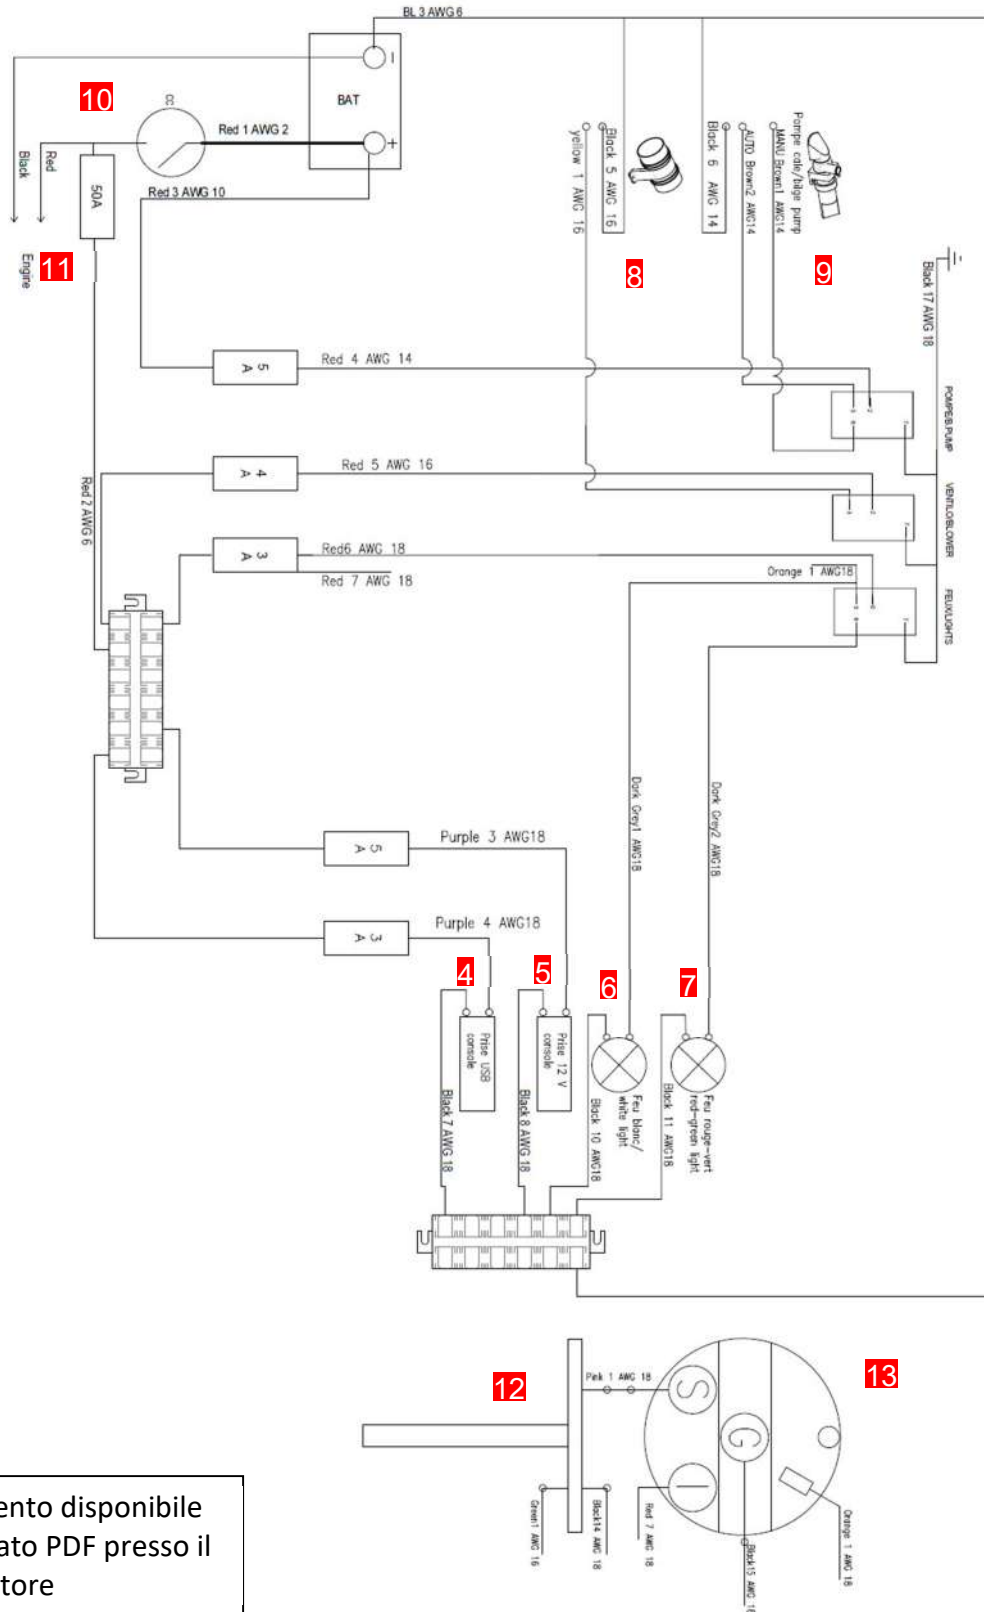 BL 3 AWG 6
10
CC
BAT
−
+
Red 1 AWG 2
Red 3 AWG 10
Black
Red
50A
Engine
11
Red 2 AWG 6
yellow 1 AWG 16
Black 5 AWG 16
8
Black 6 AWG 14
AUTO Brown2 AWG14
MANU Brown1 AWG14
Pompe cale/bilge pump
9
Black 17 AWG 18
5 A
Red 4 AWG 14
POMPE/B.PUMP
4 A
Red 5 AWG 16
VENTILO/BLOWER
3 A
Red6 AWG 18
Red 7 AWG 18
Orange 1 AWG18
FEUX/LIGHTS
Dark Grey1 AWG18
Dark Grey2 AWG18
5 A
Purple 3 AWG18
3 A
Purple 4 AWG18
4
5
6
7
Prise USB
console
Prise 12 V
console
Feu blanc/
white light
Feu rouge-vert
red-green light
Black 7 AWG 18
Black 8 AWG 18
Black 10 AWG18
Black 11 AWG18
12
13
Pink 1 AWG 18
S
G
I
Green1 AWG 16
Black14 AWG 18
Red 7 AWG 18
Black15 AWG 18
Orange 1 AWG 18
ento disponibile
ato PDF presso il
tore